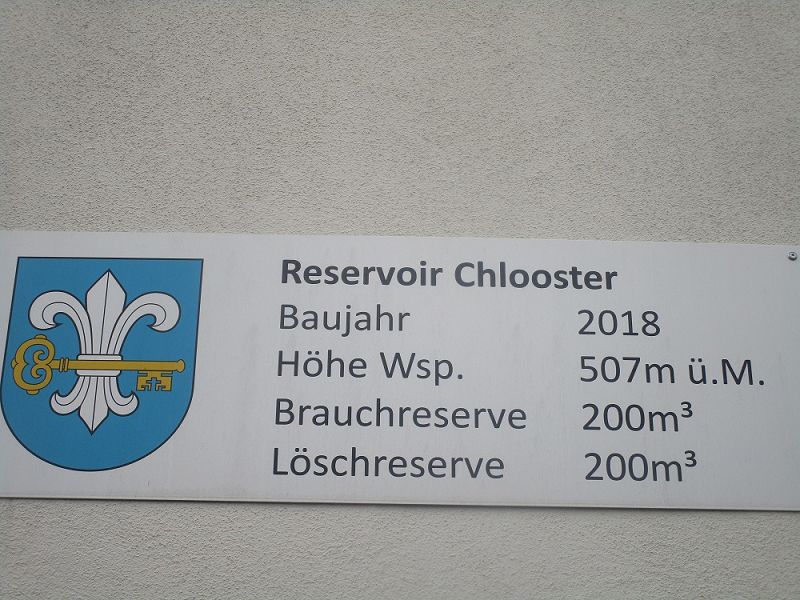 Reservoir Chlooster
Baujahr 2018
Höhe Wsp. 507m ü.M.
Brauchreserve 200m³
Löschreserve 200m³